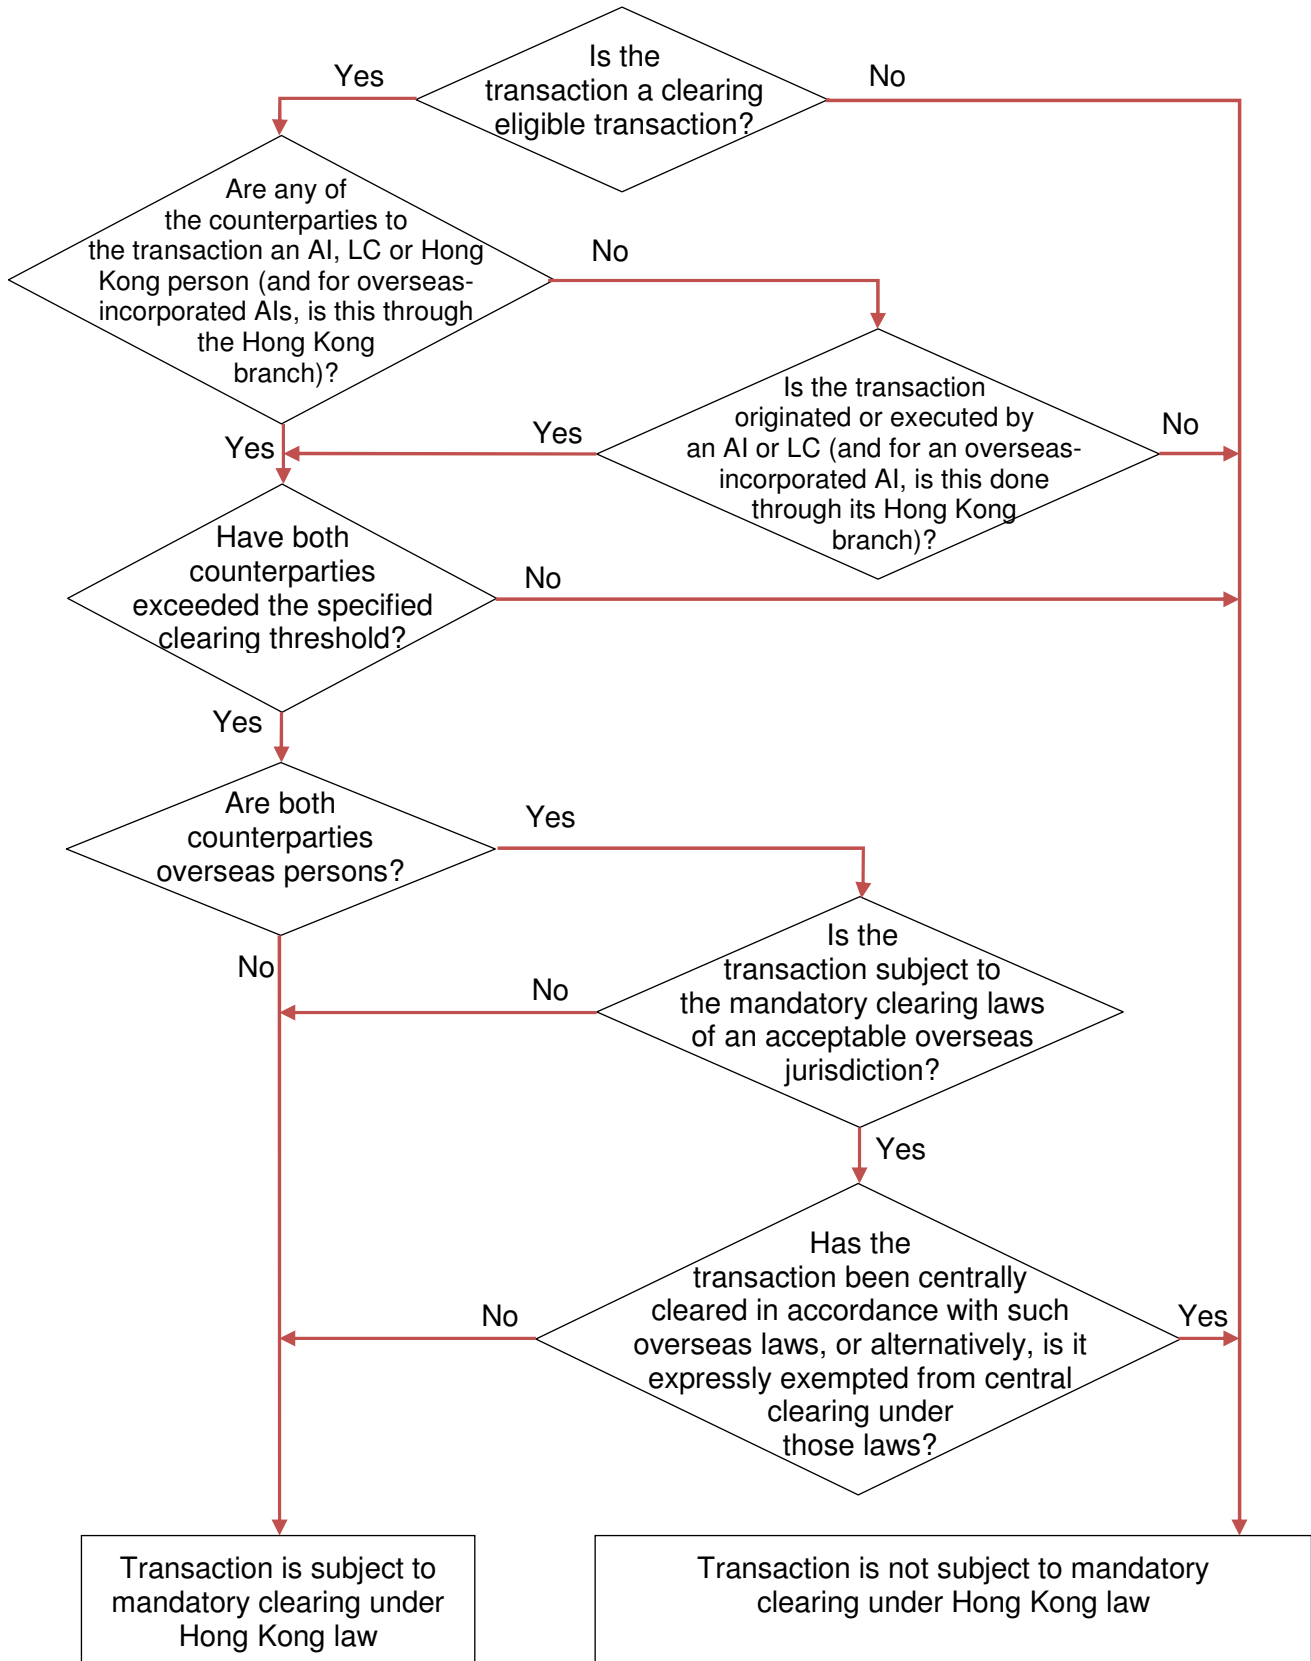 Is the
transaction a clearing
eligible transaction?
Yes
No
Are any of
the counterparties to
the transaction an AI, LC or Hong
Kong person (and for overseas-
incorporated AIs, is this through
the Hong Kong
branch)?
No
Yes
Is the transaction
originated or executed by
an AI or LC (and for an overseas-
incorporated AI, is this done
through its Hong Kong
branch)?
Yes
No
Have both
counterparties
exceeded the specified
clearing threshold?
No
Yes
Are both
counterparties
overseas persons?
Yes
No
Is the
transaction subject to
the mandatory clearing laws
of an acceptable overseas
jurisdiction?
No
Yes
Has the
transaction been centrally
cleared in accordance with such
overseas laws, or alternatively, is it
expressly exempted from central
clearing under
those laws?
No
Yes
Transaction is subject to
mandatory clearing under
Hong Kong law
Transaction is not subject to mandatory
clearing under Hong Kong law